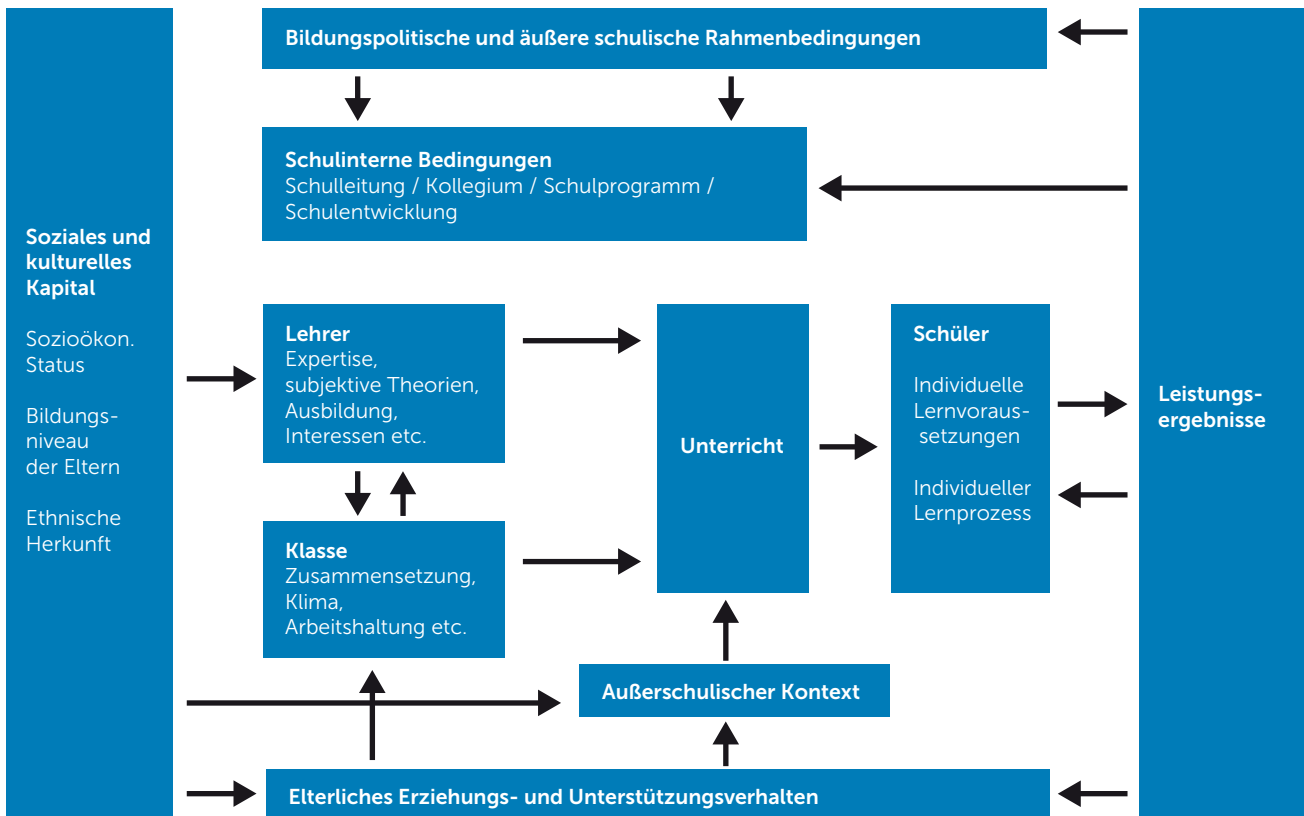 Bildungspolitische und äußere schulische Rahmenbedingungen
Schulinterne Bedingungen
Schulleitung / Kollegium / Schulprogramm /
Schulentwicklung
Soziales und
kulturelles
Kapital
Sozioökon.
Status
Bildungs-
niveau
der Eltern
Ethnische
Herkunft
Lehrer
Expertise,
subjektive Theorien,
Ausbildung,
Interessen etc.
Klasse
Zusammensetzung,
Klima,
Arbeitshaltung etc.
Unterricht
Schüler
Individuelle
Lernvoraus-
setzungen
Individueller
Lernprozess
Leistungs-
ergebnisse
Außerschulischer Kontext
Elterliches Erziehungs- und Unterstützungsverhalten